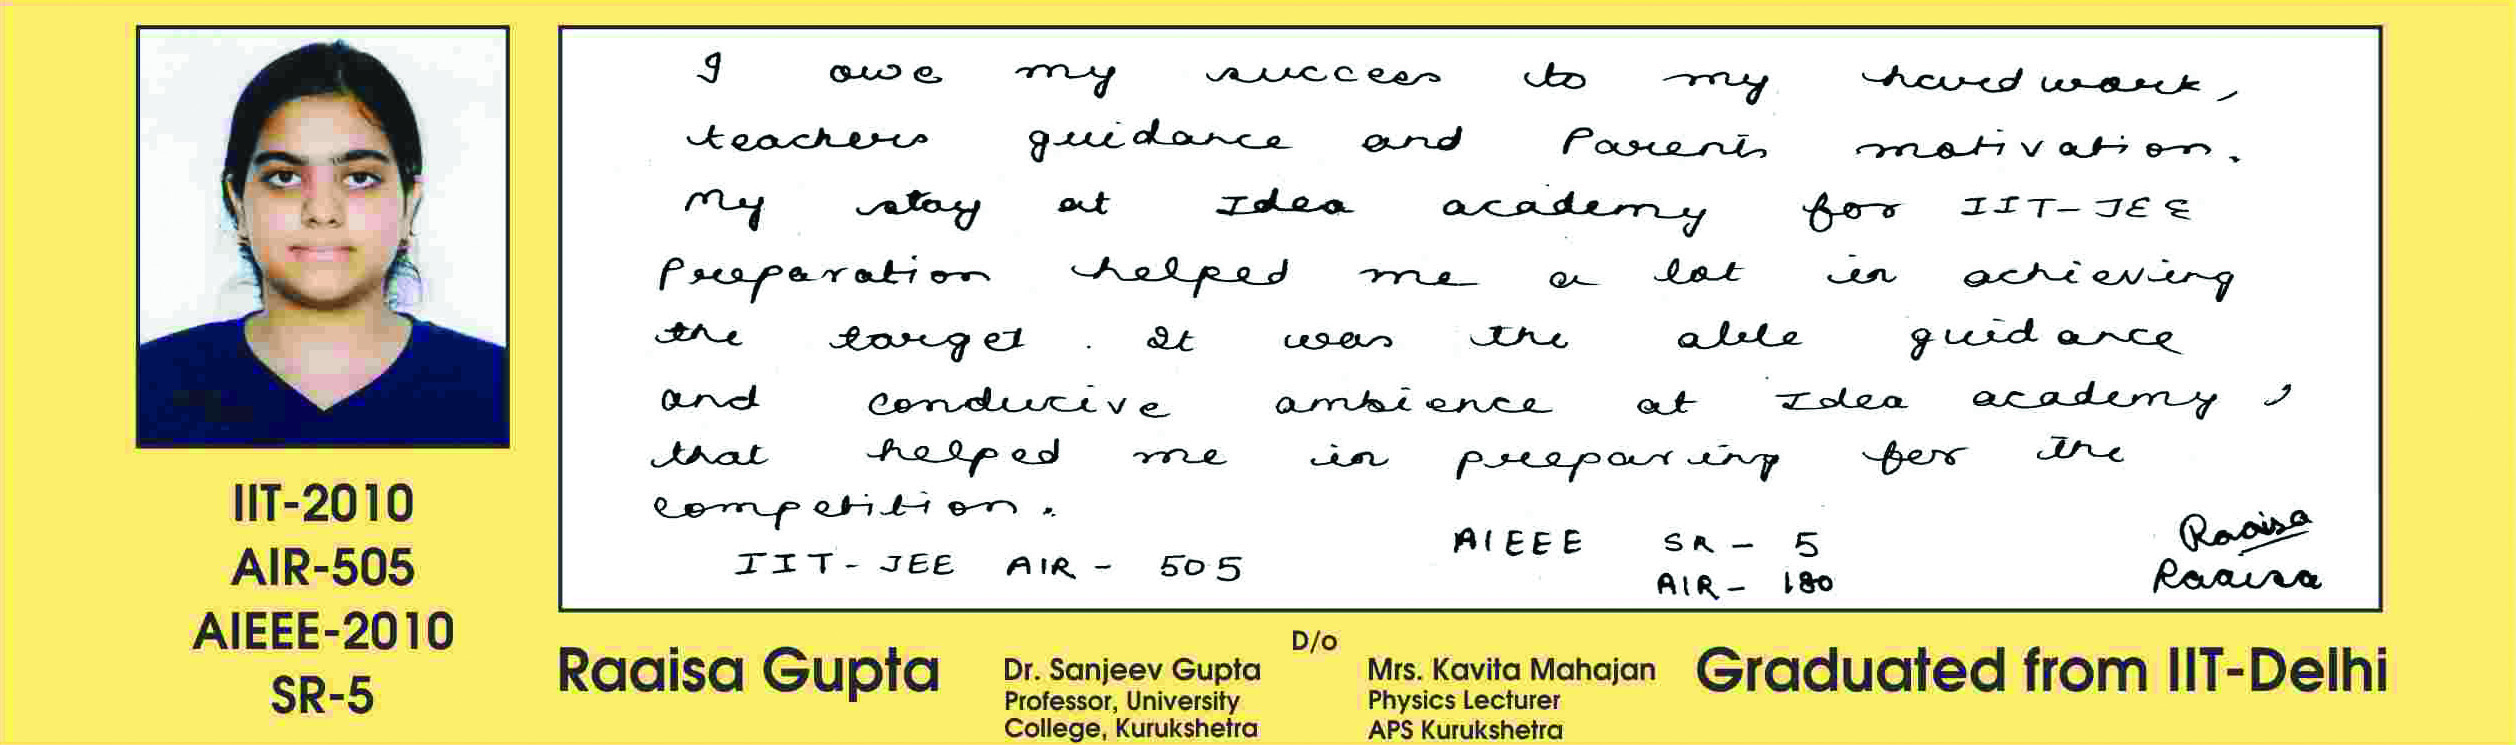 I owe my success to my hardwork,
teachers guidance and Parents motivation.
My stay at Idea academy for IIT-JEE
Preparation helped me a lot in achieving
the target. It was the able guidance
and conducive ambience at Idea academy,
that helped me in preparing for the
competition.
IIT-JEE AIR - 505
AIEEE SR - 5
AIR - 180
Raaisa
Raaisa
IIT-2010
AIR-505
AIEEE-2010
SR-5
Raaisa Gupta
D/o
Dr. Sanjeev Gupta
Professor, University
College, Kurukshetra
Mrs. Kavita Mahajan
Physics Lecturer
APS Kurukshetra
Graduated from IIT-Delhi